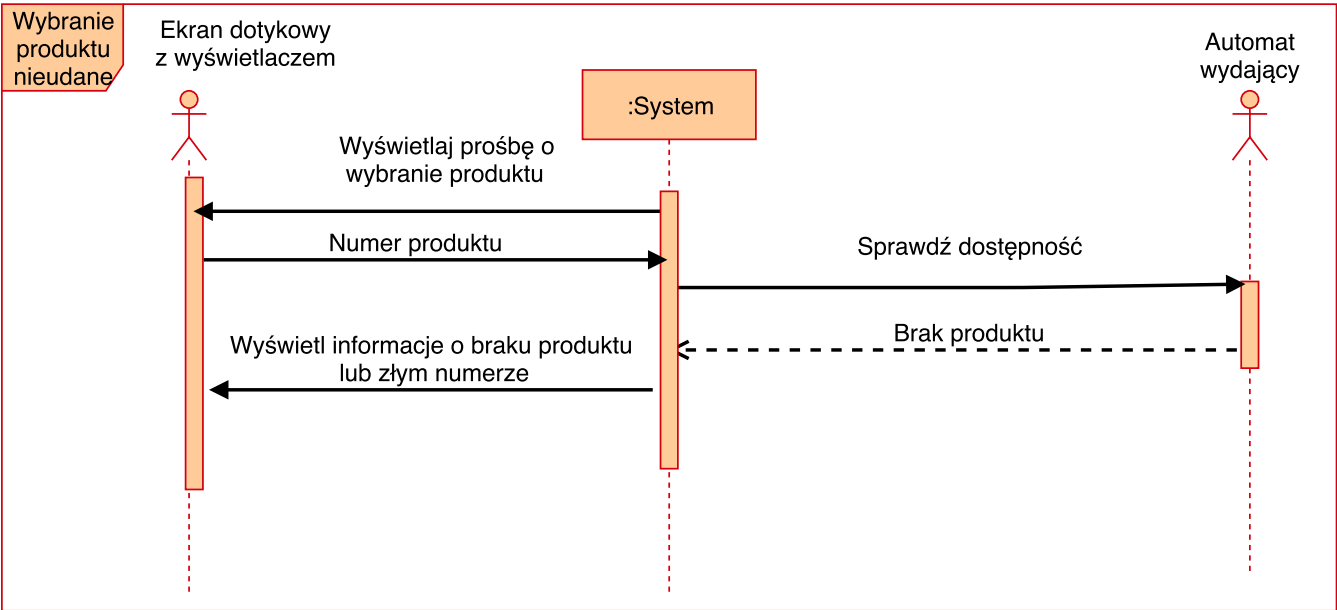 Wybranie
produktu
nieudane
Ekran dotykowy
z wyświetlaczem
:System
Automat
wydający
Wyświetlaj prośbę o
wybranie produktu
Numer produktu
Sprawdź dostępność
Brak produktu
Wyświetl informacje o braku produktu
lub złym numerze